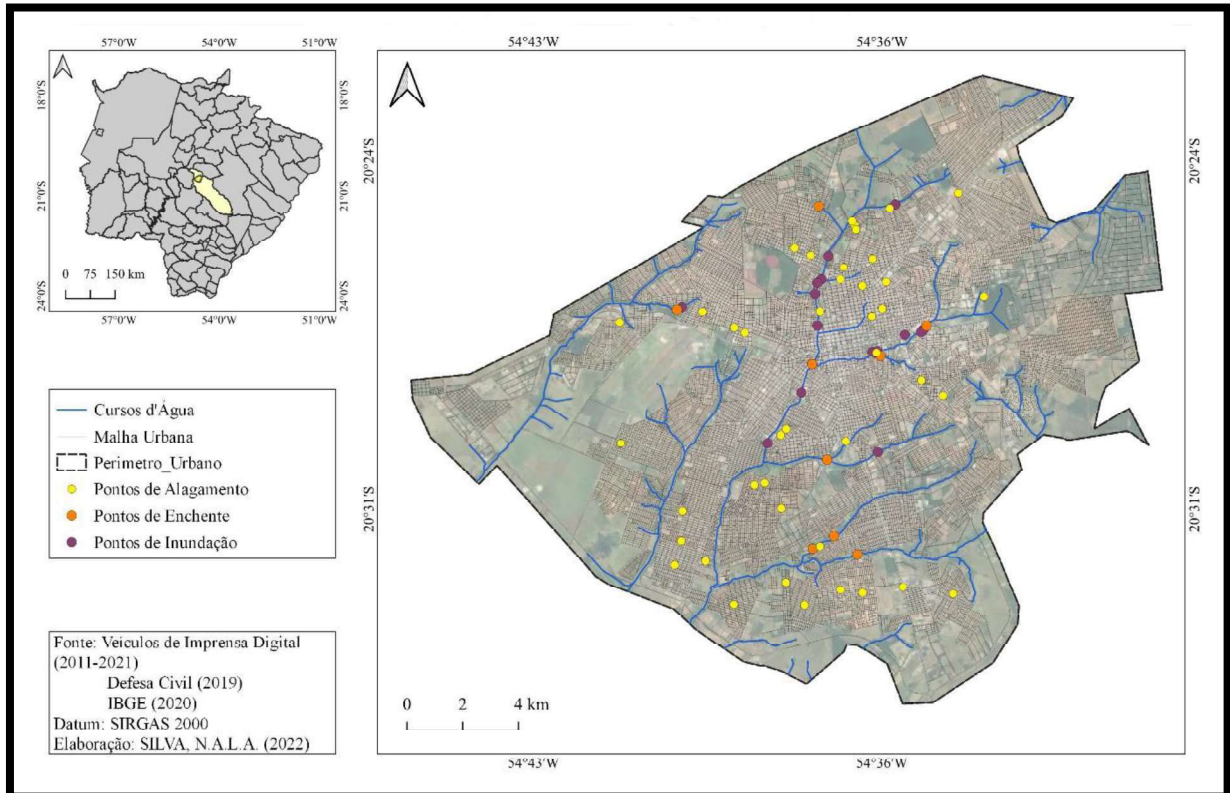 57°0'W 54°0'W 51°0'W
18°0'S
21°0'S
24°0'S
18°0'S
21°0'S
24°0'S
0 75 150 km
57°0'W 54°0'W 51°0'W
Cursos d'Água
Malha Urbana
Perimetro_Urbano
Pontos de Alagamento
Pontos de Enchente
Pontos de Inundação
Fonte: Veiculos de Imprensa Digital
(2011-2021)
Defesa Civil (2019)
IBGE (2020)
Datum: SIRGAS 2000
Elaboração: SILVA, N.A.L.A. (2022)
54°43'W 54°36'W
20°24'S
20°31'S
20°24'S
20°31'S
0 2 4 km
54°43'W 54°36'W